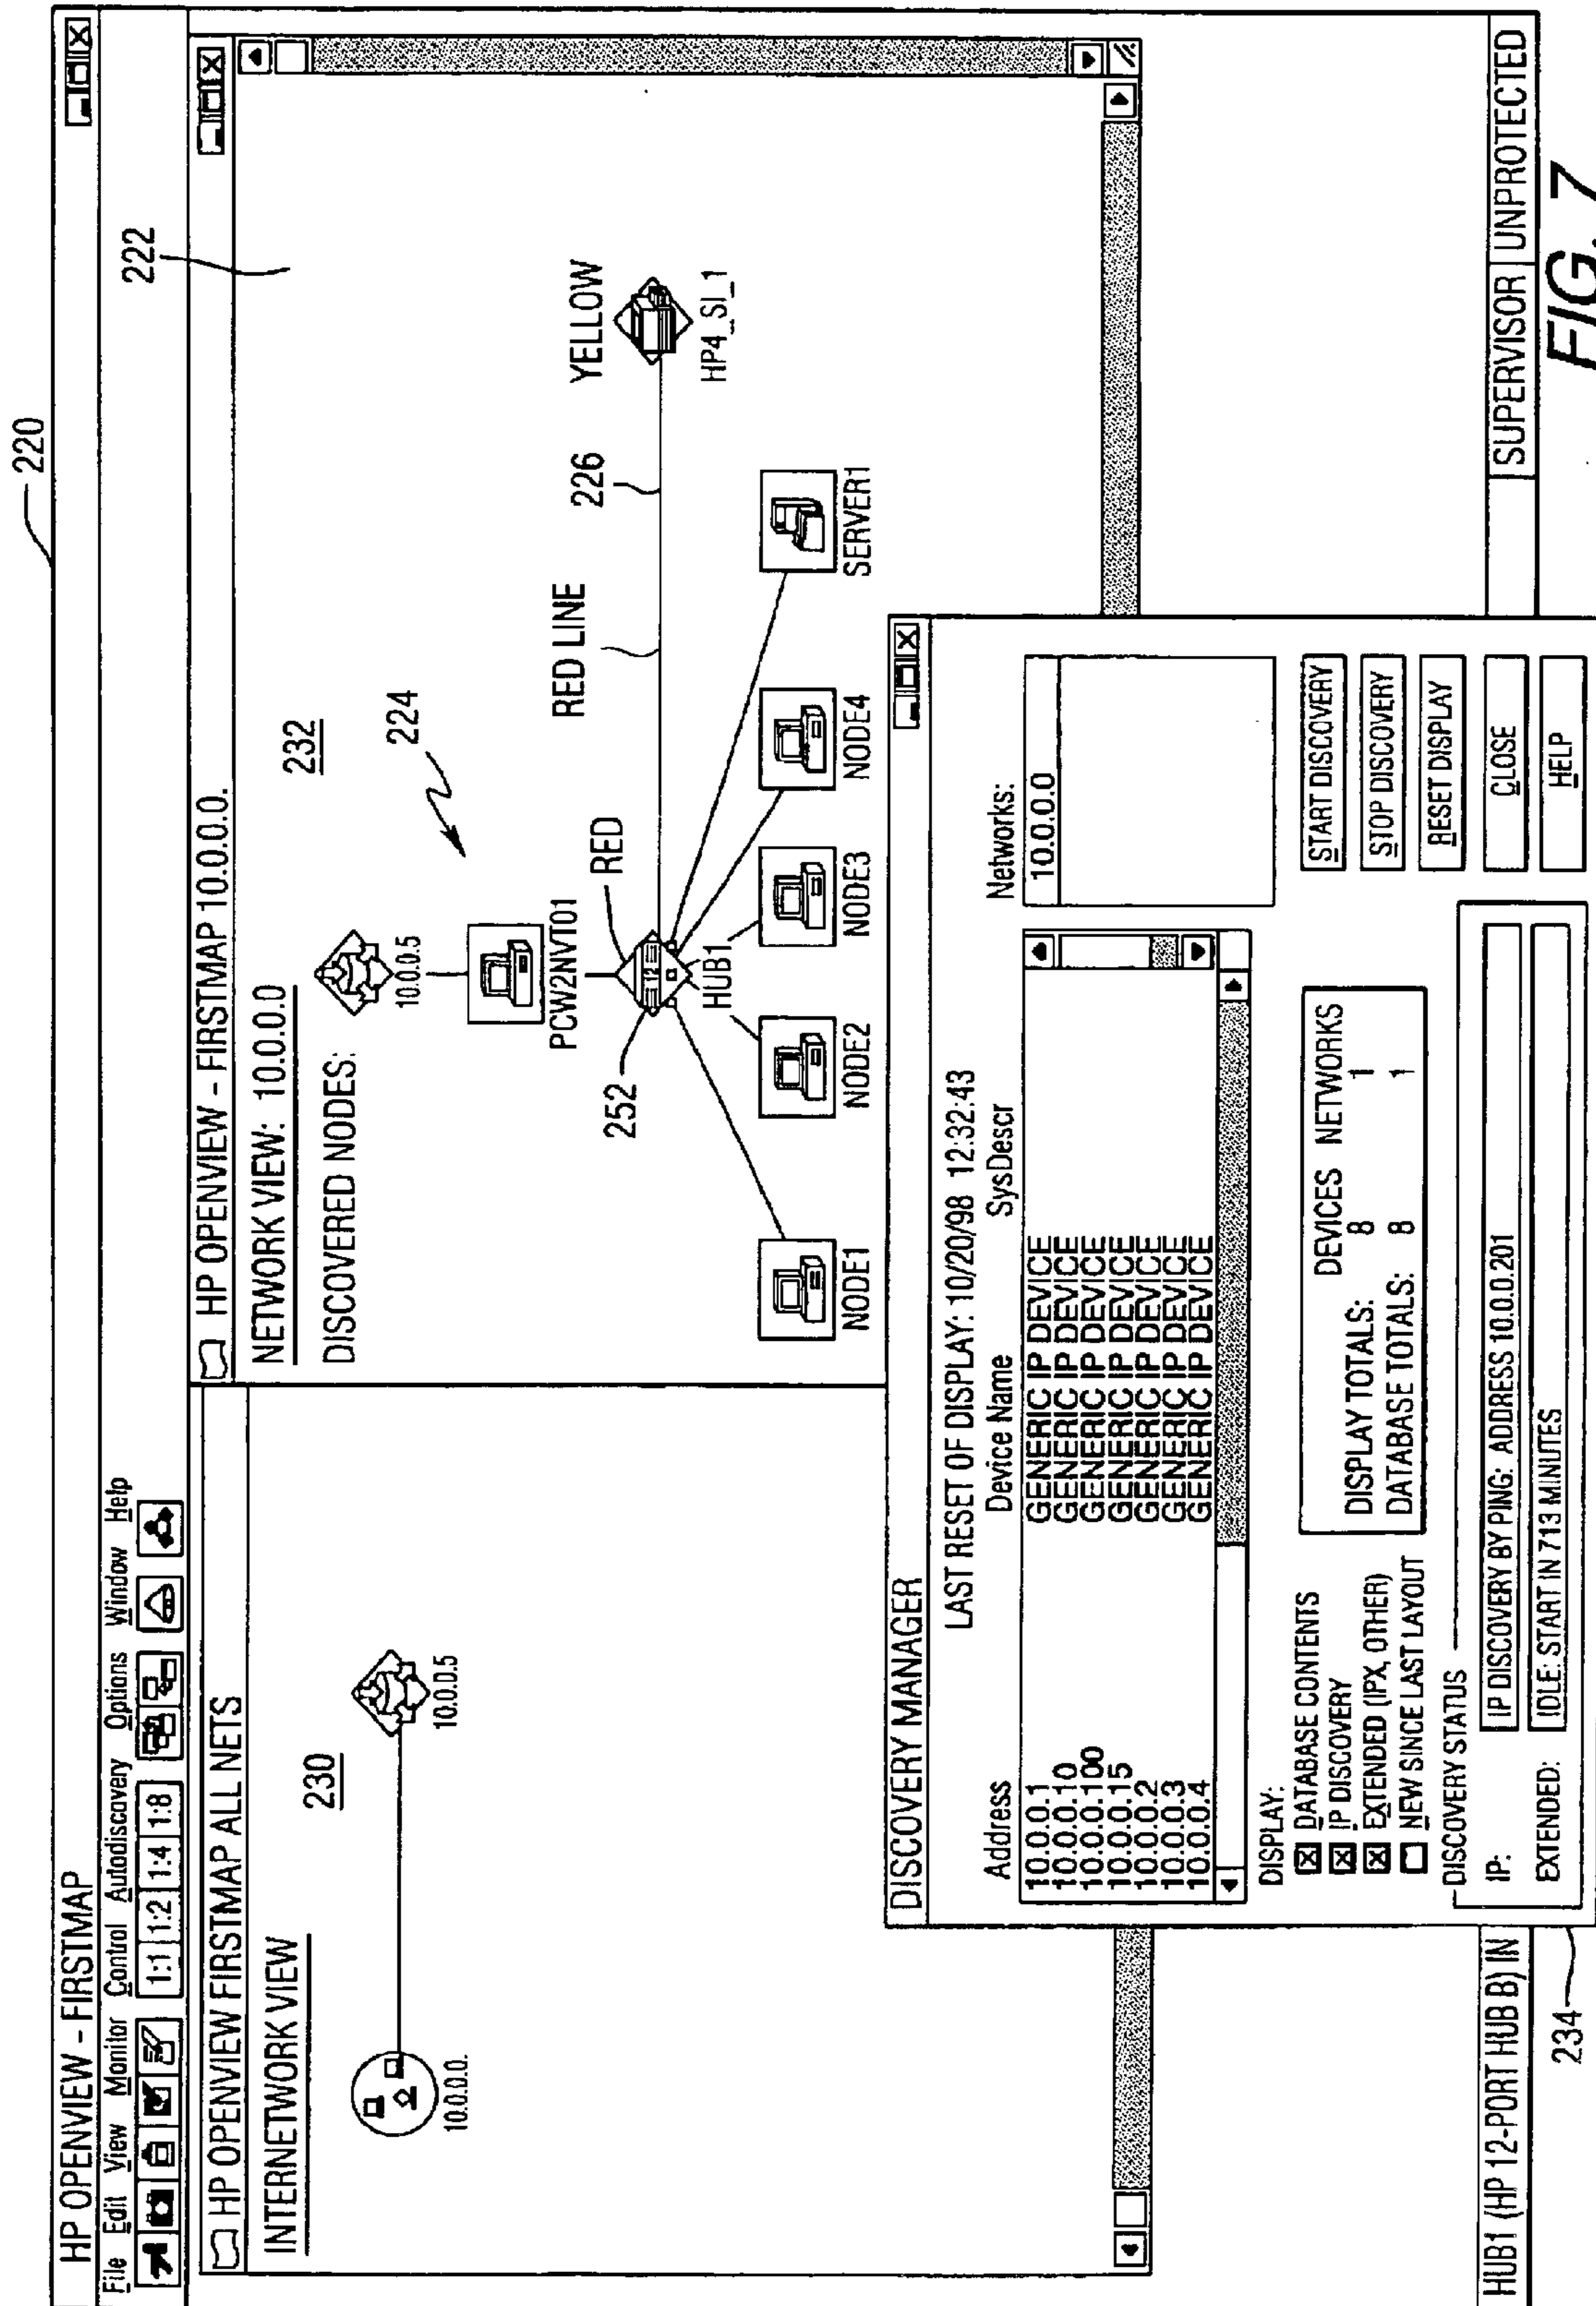 220
HP OPENVIEW - FIRSTMAP
File Edit View Monitor Control Autodiscovery Options Window Help
1:1 1:2 1:4 1:8
222
HP OPENVIEW FIRSTMAP ALL NETS
INTERNETWORK VIEW
230
10.0.0.0.
10.0.0.5
HP OPENVIEW - FIRSTMAP 10.0.0.0.
NETWORK VIEW: 10.0.0.0
232
DISCOVERED NODES:
10.0.0.5
224
PCW2NVT01
RED
RED LINE
226
YELLOW
252
12
HP4_SI_1
HUB1
NODE1
NODE2
NODE3
NODE4
SERVER1
DISCOVERY MANAGER
LAST RESET OF DISPLAY: 10/20/98 12:32:43
Address Device Name SysDescr Networks:
10.0.0.1 GENERIC IP DEVICE
10.0.0.10 GENERIC IP DEVICE
10.0.0.100 GENERIC IP DEVICE
10.0.0.15 GENERIC IP DEVICE
10.0.0.2 GENERIC IP DEVICE
10.0.0.3 GENERIC IP DEVICE
10.0.0.4 GENERIC IP DEVICE
10.0.0.0
DISPLAY:
DATABASE CONTENTS
IP DISCOVERY
EXTENDED (IPX, OTHER)
NEW SINCE LAST LAYOUT
DEVICES NETWORKS
DISPLAY TOTALS: 8 1
DATABASE TOTALS: 8 1
START DISCOVERY
STOP DISCOVERY
RESET DISPLAY
CLOSE
HELP
DISCOVERY STATUS
IP: IP DISCOVERY BY PING: ADDRESS 10.0.0.201
EXTENDED: IDLE: START IN 713 MINUTES
HUB1 (HP 12-PORT HUB B) IN
SUPERVISOR UNPROTECTED
234
FIG. 7